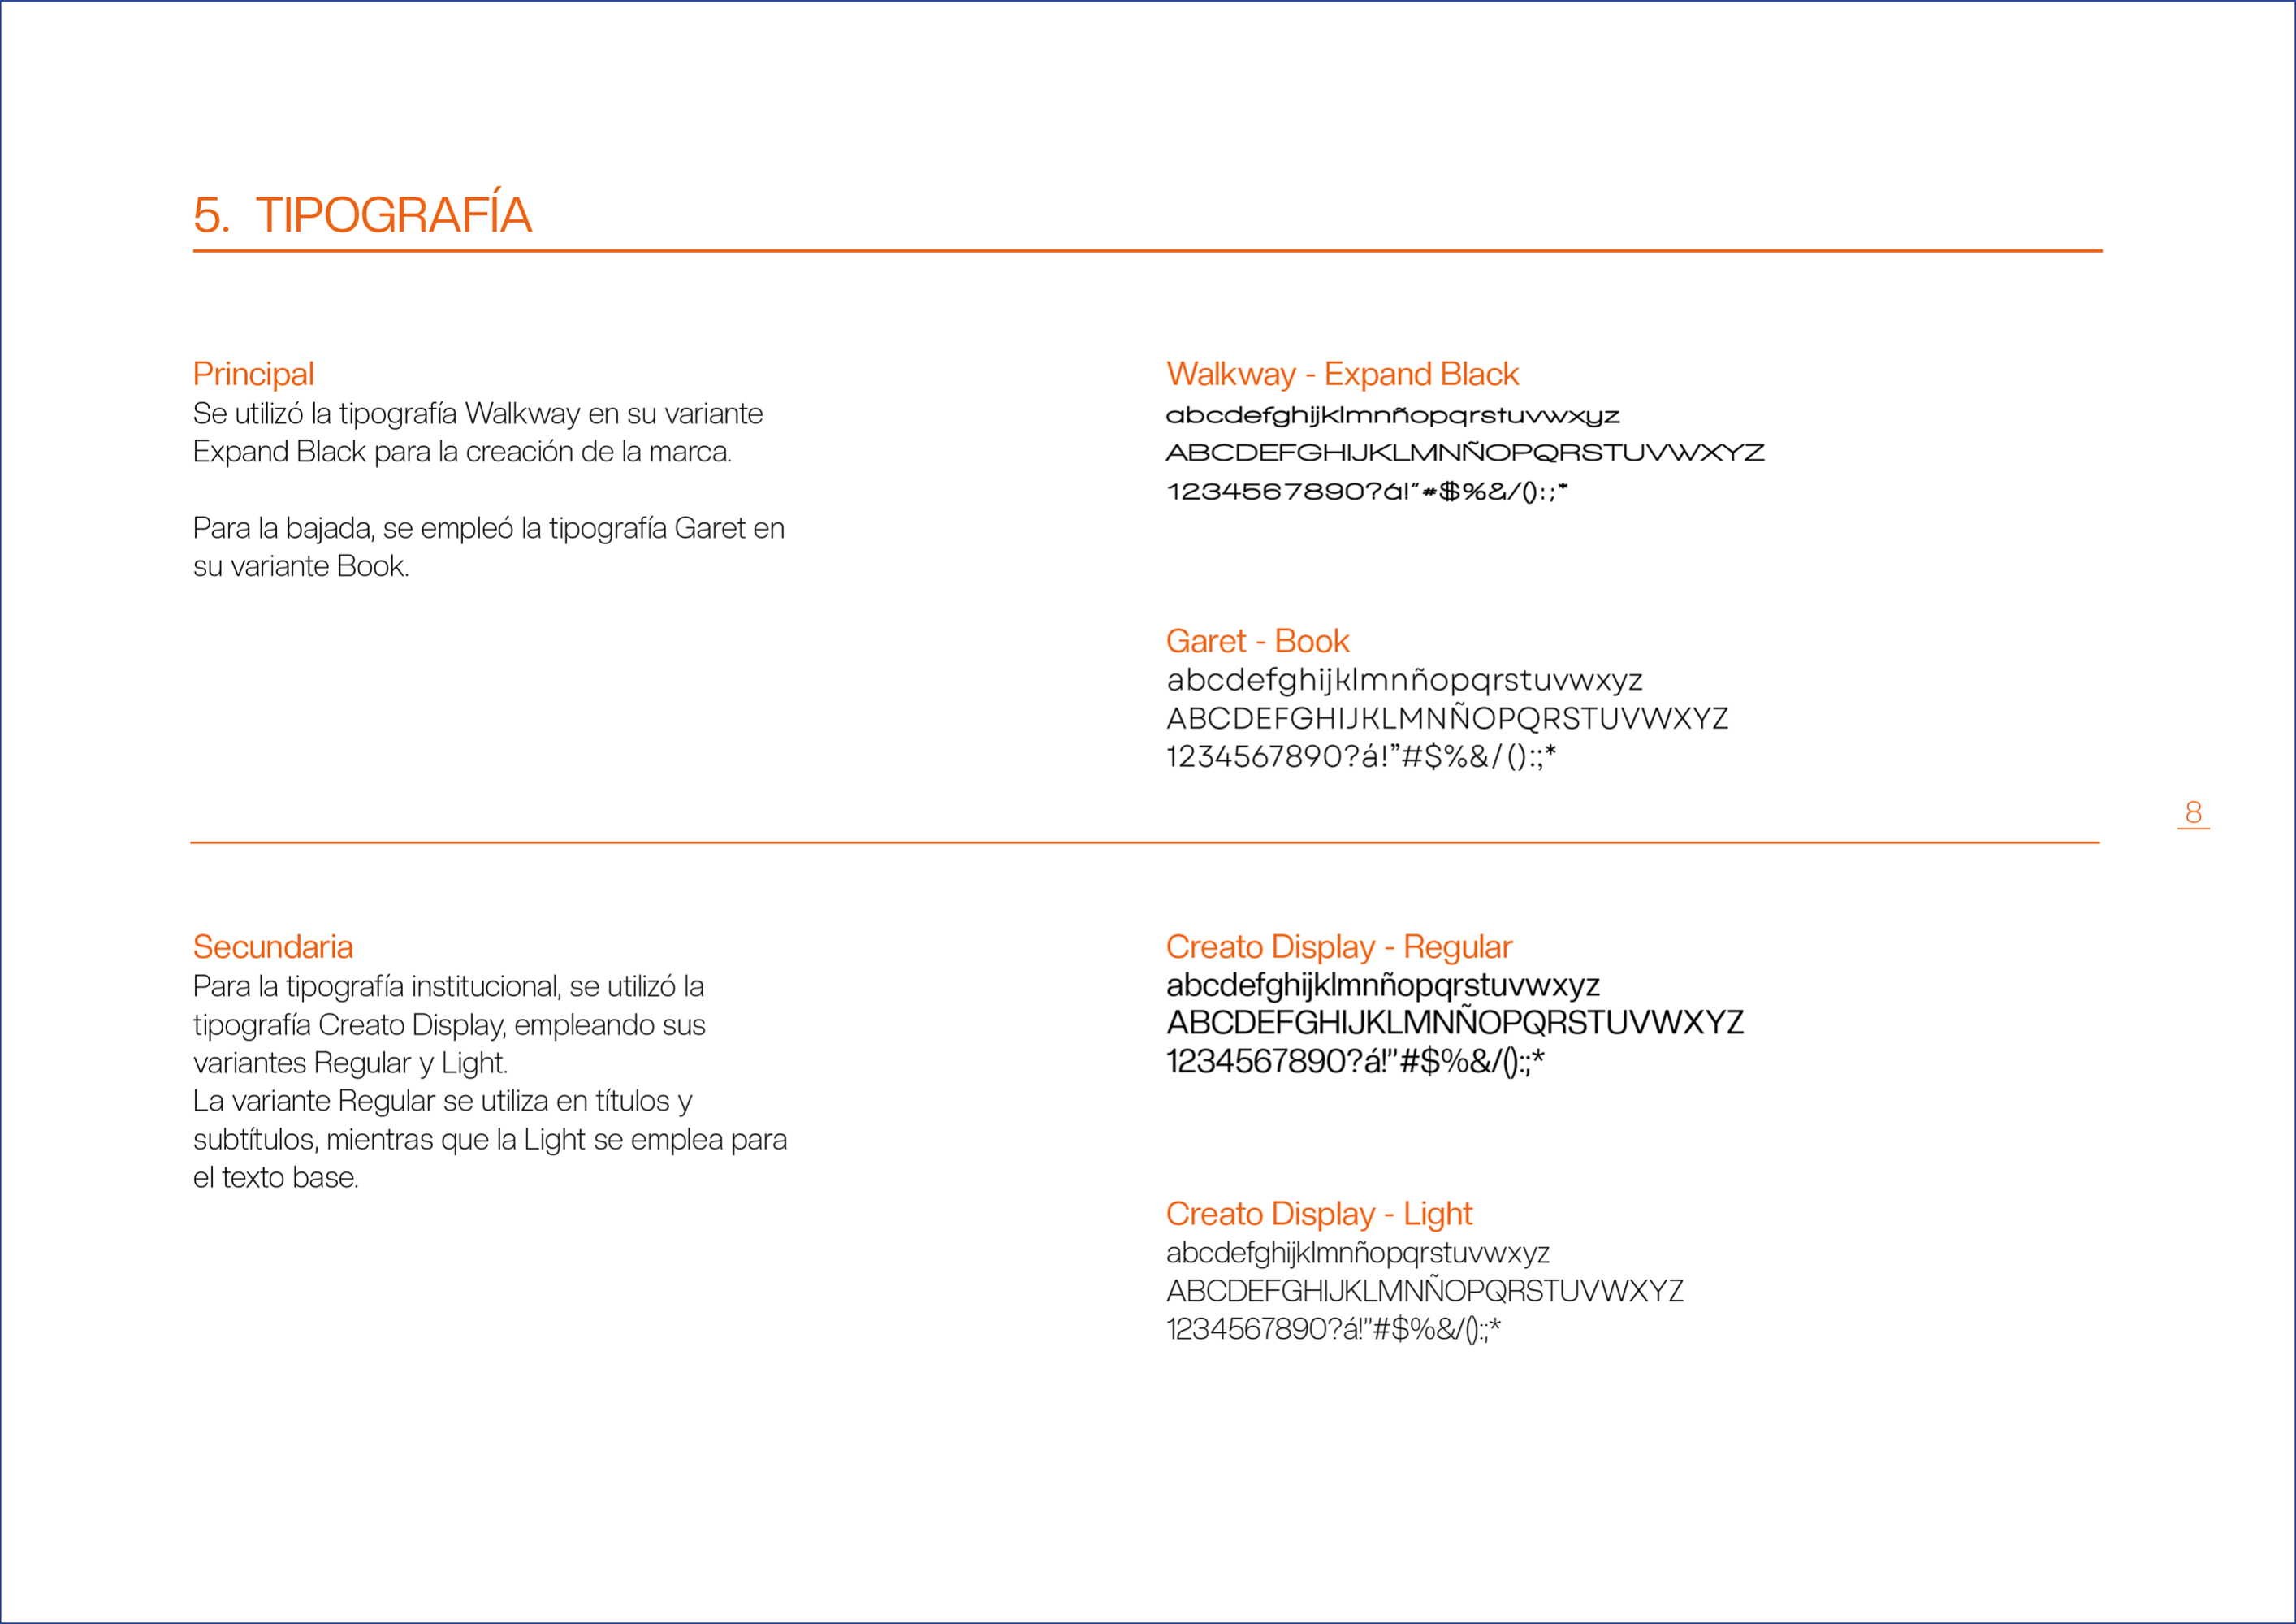 5. TIPOGRAFÍA
Principal
Se utilizó la tipografía Walkway en su variante
Expand Black para la creación de la marca.
Para la bajada, se empleó la tipografía Garet en
su variante Book.
Walkway - Expand Black
abcdefghijklmnñopqrstuvwxyz
ABCDEFGHIJKLMNÑOPQRSTUVWXYZ
1234567890?á!"#$%&/():;*
Garet - Book
abcdefghijklmnñopqrstuvwxyz
ABCDEFGHIJKLMNÑOPQRSTUVWXYZ
1234567890?á!”#$%&/():;*
8
Secundaria
Para la tipografía institucional, se utilizó la
tipografía Creato Display, empleando sus
variantes Regular y Light.
La variante Regular se utiliza en títulos y
subtítulos, mientras que la Light se emplea para
el texto base.
Creato Display - Regular
abcdefghijklmnñopqrstuvwxyz
ABCDEFGHIJKLMNÑOPQRSTUVWXYZ
1234567890?á!"#$%&/():;*
Creato Display - Light
abcdefghijklmnñopqrstuvwxyz
ABCDEFGHIJKLMNÑOPQRSTUVWXYZ
1234567890?á!"#$%&/():;*